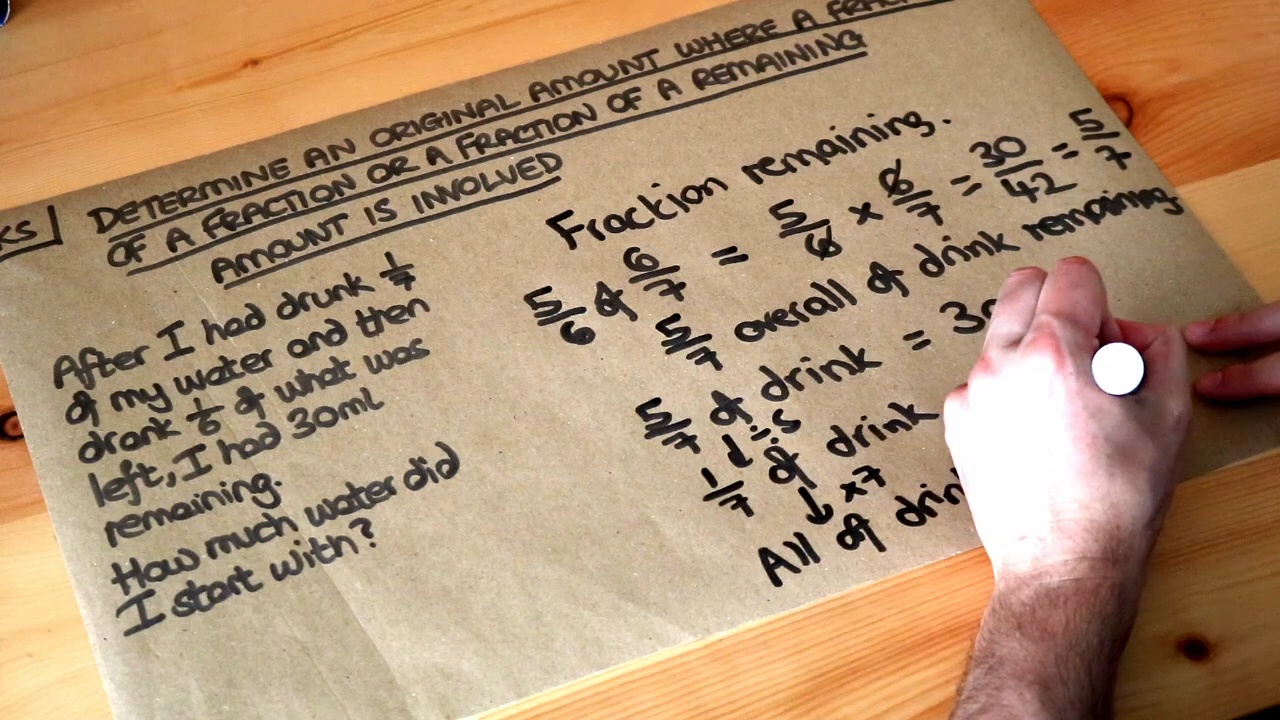 KS
DETERMINE AN ORIGINAL AMOUNT WHERE A
OF A FRACTION OR A FRACTION OF A REMAINING
AMOUNT IS INVOLVED
After I had drunk 1/7
of my water and then
drank 1/6 of what was
left, I had 30ml
remaining.
How much water did
I start with?
Fraction remaining.
5/6 of 6/7 = 5/6 × 6/7 = 30/42 = 5/7
5/7 overall of drink remaining.
5/7 of drink = 30
↓ ÷5
1/7 of drink
↓ ×7
All of drin